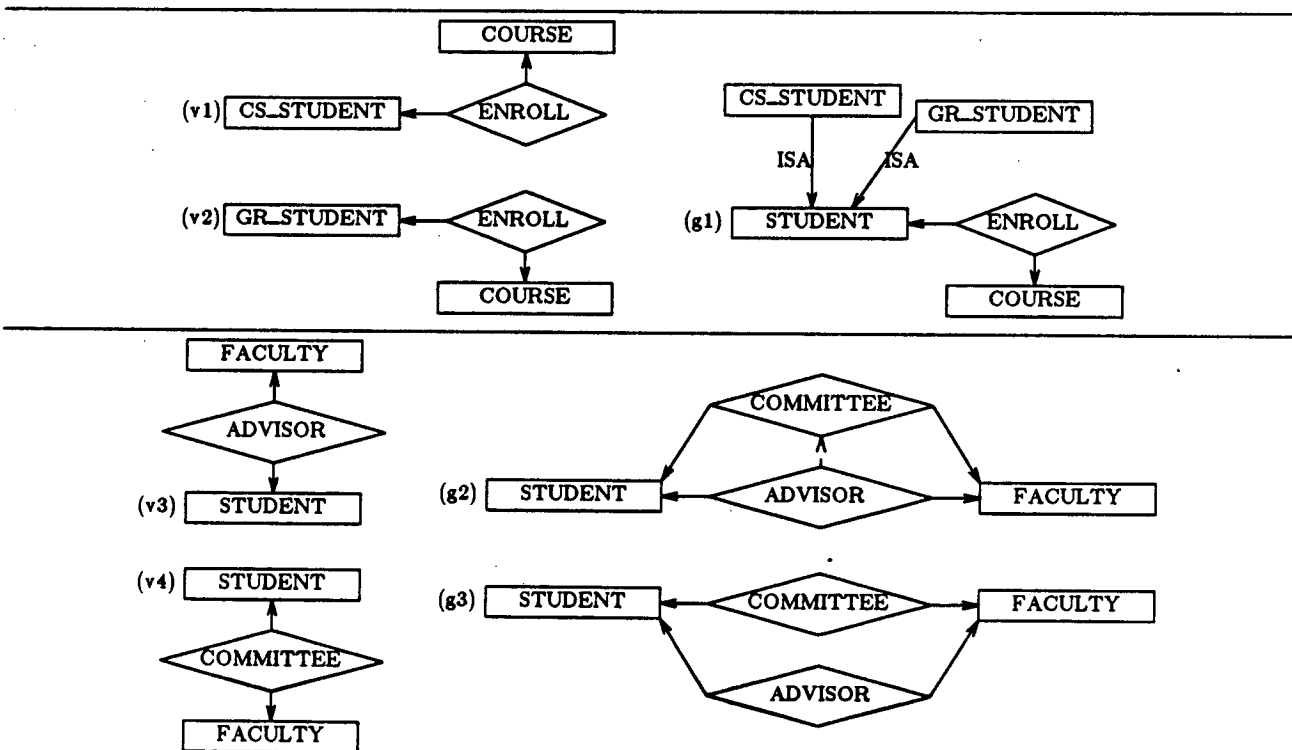 COURSE
(v1) CS_STUDENT ENROLL
CS_STUDENT
GR_STUDENT
ISA ISA
(v2) GR_STUDENT ENROLL
(g1) STUDENT ENROLL
COURSE
COURSE
FACULTY
ADVISOR
(v3) STUDENT
COMMITTEE
(g2) STUDENT ADVISOR FACULTY
(v4) STUDENT
COMMITTEE
FACULTY
(g3) STUDENT COMMITTEE FACULTY
ADVISOR